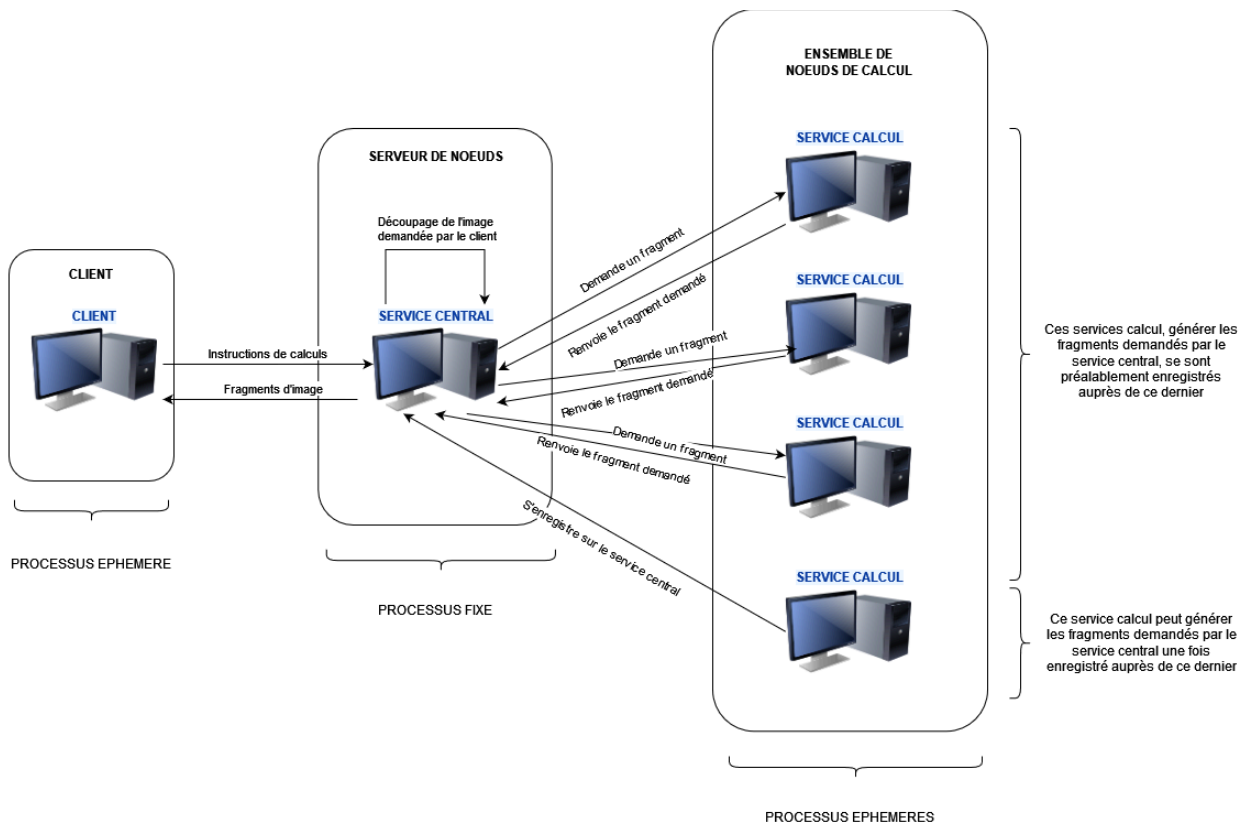 CLIENT
CLIENT
PROCESSUS EPHEMERE
SERVEUR DE NOEUDS
Découpage de l'image
demandée par le client
SERVICE CENTRAL
Instructions de calculs
Fragments d'image
PROCESSUS FIXE
Demande un fragment
Renvoie le fragment demandé
Demande un fragment
Renvoie le fragment demandé
Demande un fragment
Renvoie le fragment demandé
S'enregistre sur le service central
ENSEMBLE DE
NOEUDS DE CALCUL
SERVICE CALCUL
SERVICE CALCUL
SERVICE CALCUL
SERVICE CALCUL
PROCESSUS EPHEMERES
Ces services calcul, générer les
fragments demandés par le
service central, se sont
préalablement enregistrés
auprès de ce dernier
Ce service calcul peut générer
les fragments demandés par le
service central une fois
enregistré auprès de ce dernier